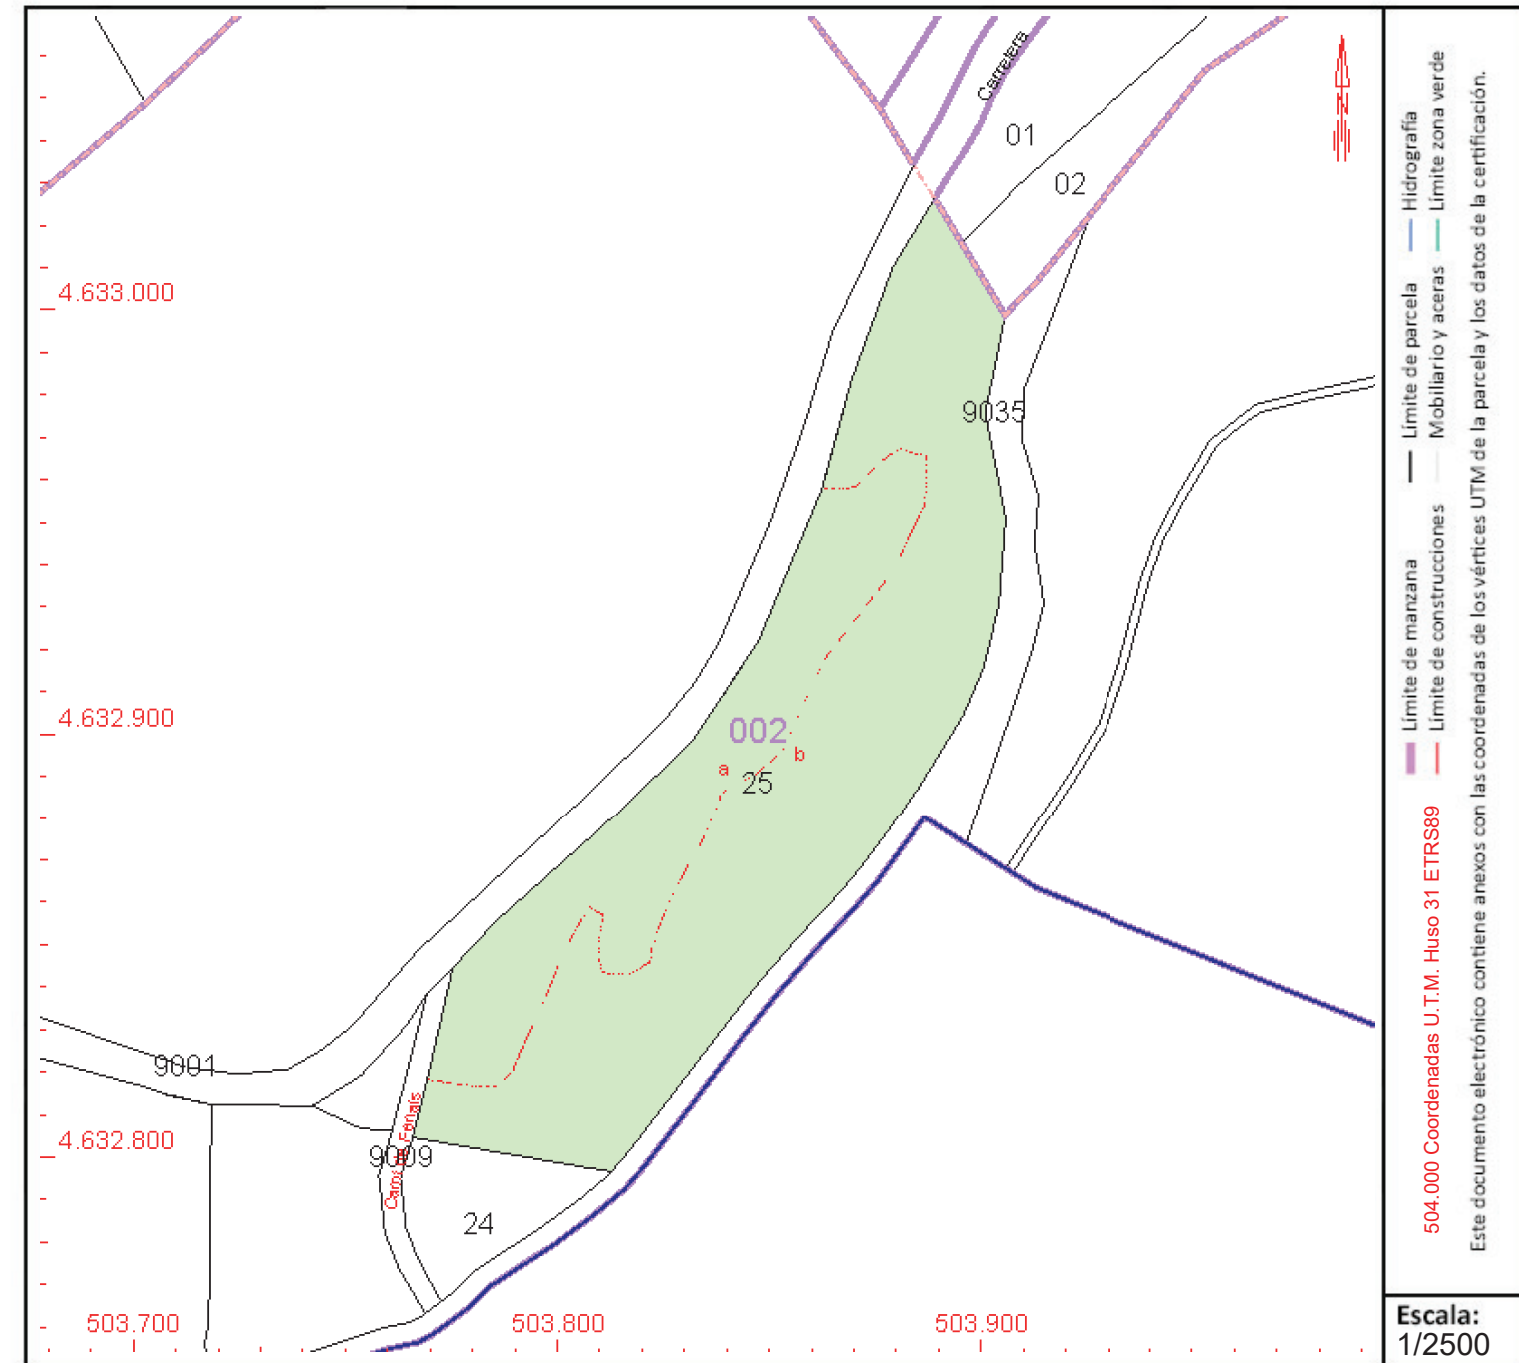 Carretera
01
02
N
4.633.000
9035
4.632.900
002
a
b
25
9001
4.632.800
9009
24
503.700
503.800
503.900
Límite de manzana
Límite de parcela
Hidrografía
Límite de construcciones
Mobiliario y aceras
Límite zona verde
504.000 Coordenadas U.T.M. Huso 31 ETRS89
Este documento electrónico contiene anexos con las coordenadas de los vértices UTM de la parcela y los datos de la certificación.
Escala:
1/2500